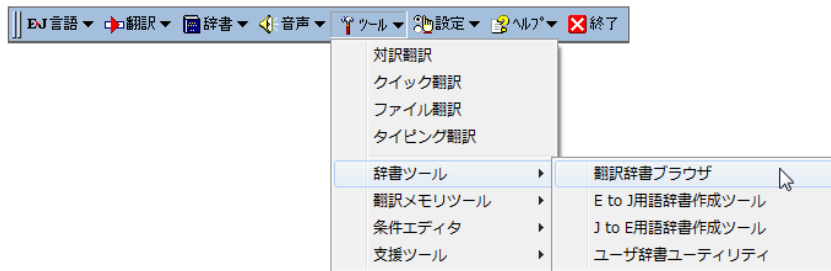 EJ言語▼ 翻訳▼ 辞書▼ 音声▼ ツール▼ 設定▼ ヘルプ▼ 終了
対訳翻訳
クイック翻訳
ファイル翻訳
タイピング翻訳
辞書ツール 翻訳辞書ブラウザ
翻訳メモリツール E to J用語辞書作成ツール
条件エディタ J to E用語辞書作成ツール
支援ツール ユーザ辞書ユーティリティ